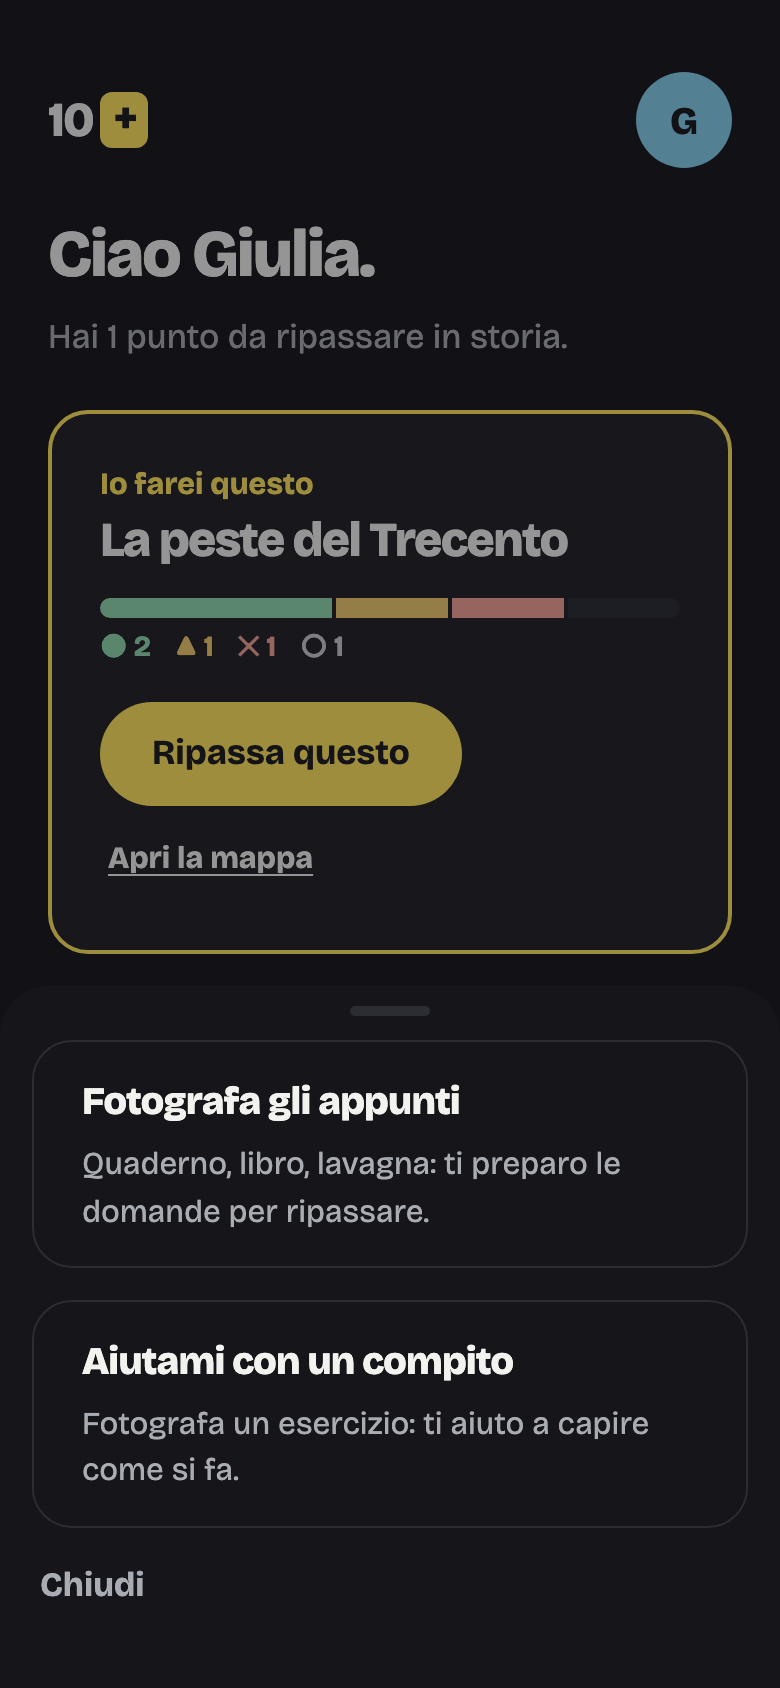 10 +
G
Ciao Giulia.
Hai 1 punto da ripassare in storia.
Io farei questo
La peste del Trecento
2 1 1 1
Ripassa questo
Apri la mappa
Fotografa gli appunti
Quaderno, libro, lavagna: ti preparo le
domande per ripassare.
Aiutami con un compito
Fotografa un esercizio: ti aiuto a capire
come si fa.
Chiudi